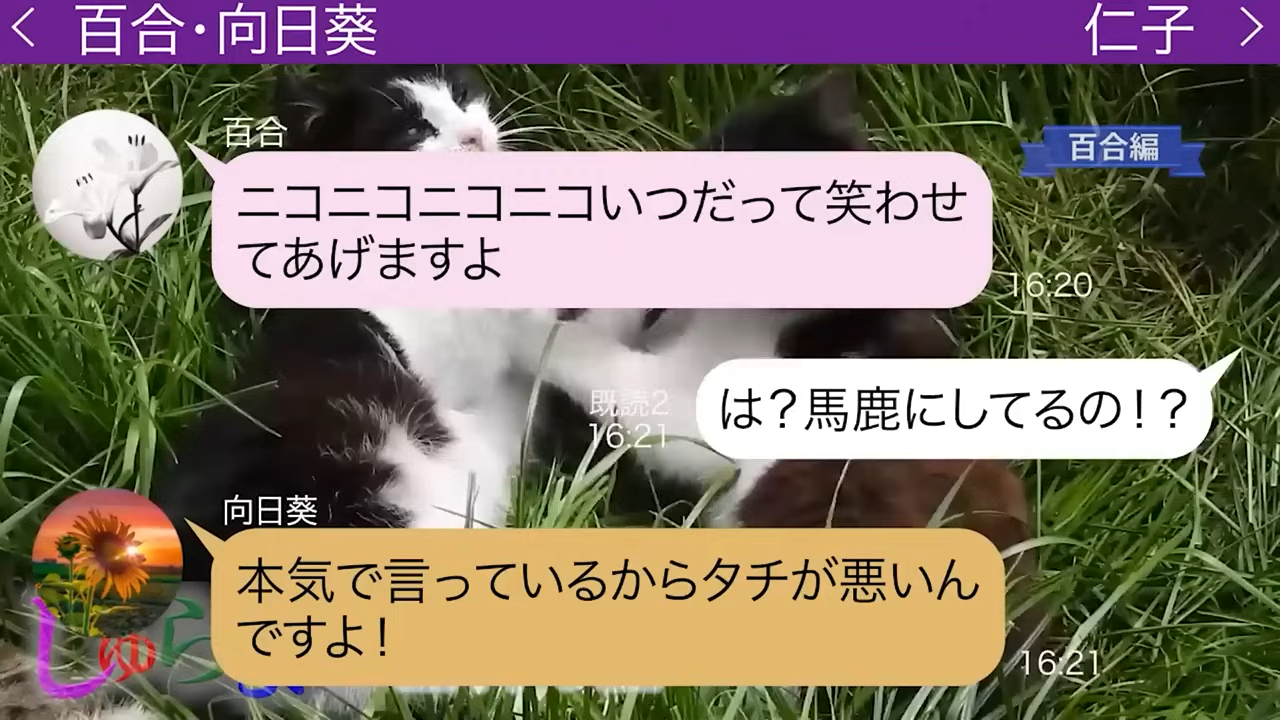 百合・向日葵
仁子
百合
百合編
ニコニコニコニコいつだって笑わせ
てあげますよ
16:20
は？馬鹿にしてるの！？
既読2
16:21
向日葵
本気で言っているからタチが悪いん
ですよ！
16:21
しゅら